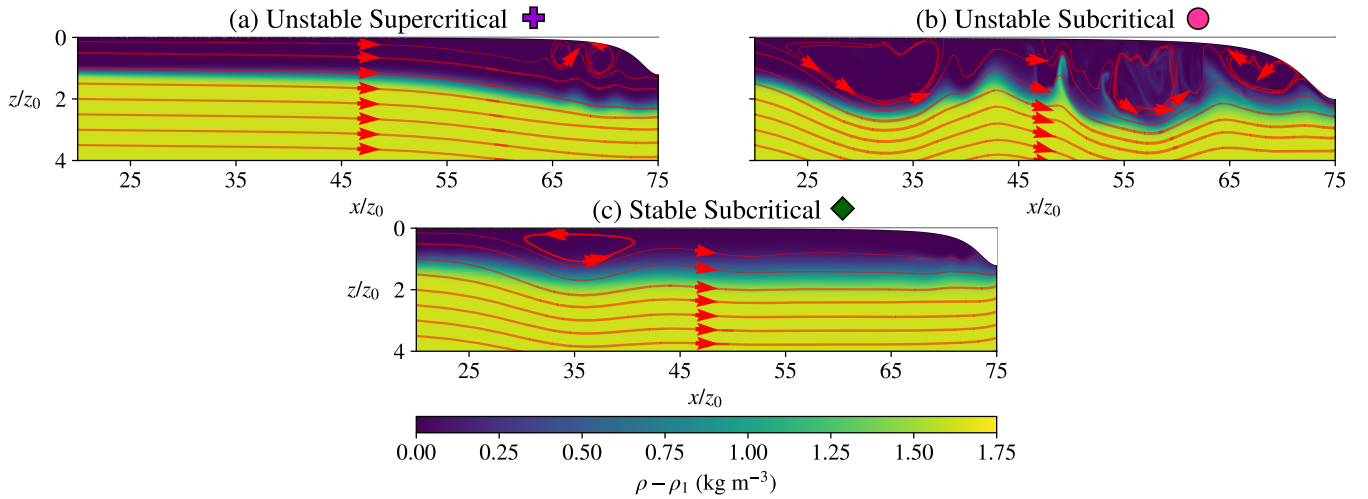 (a) Unstable Supercritical
(b) Unstable Subcritical
0
2
4
z/z₀
25 35 45 55 65 75
x/z₀
0
2
4
z/z₀
25 35 45 55 65 75
x/z₀
(c) Stable Subcritical
0
2
4
z/z₀
25 35 45 55 65 75
x/z₀
0.00 0.25 0.50 0.75 1.00 1.25 1.50 1.75
ρ − ρ₁ (kg m⁻³)